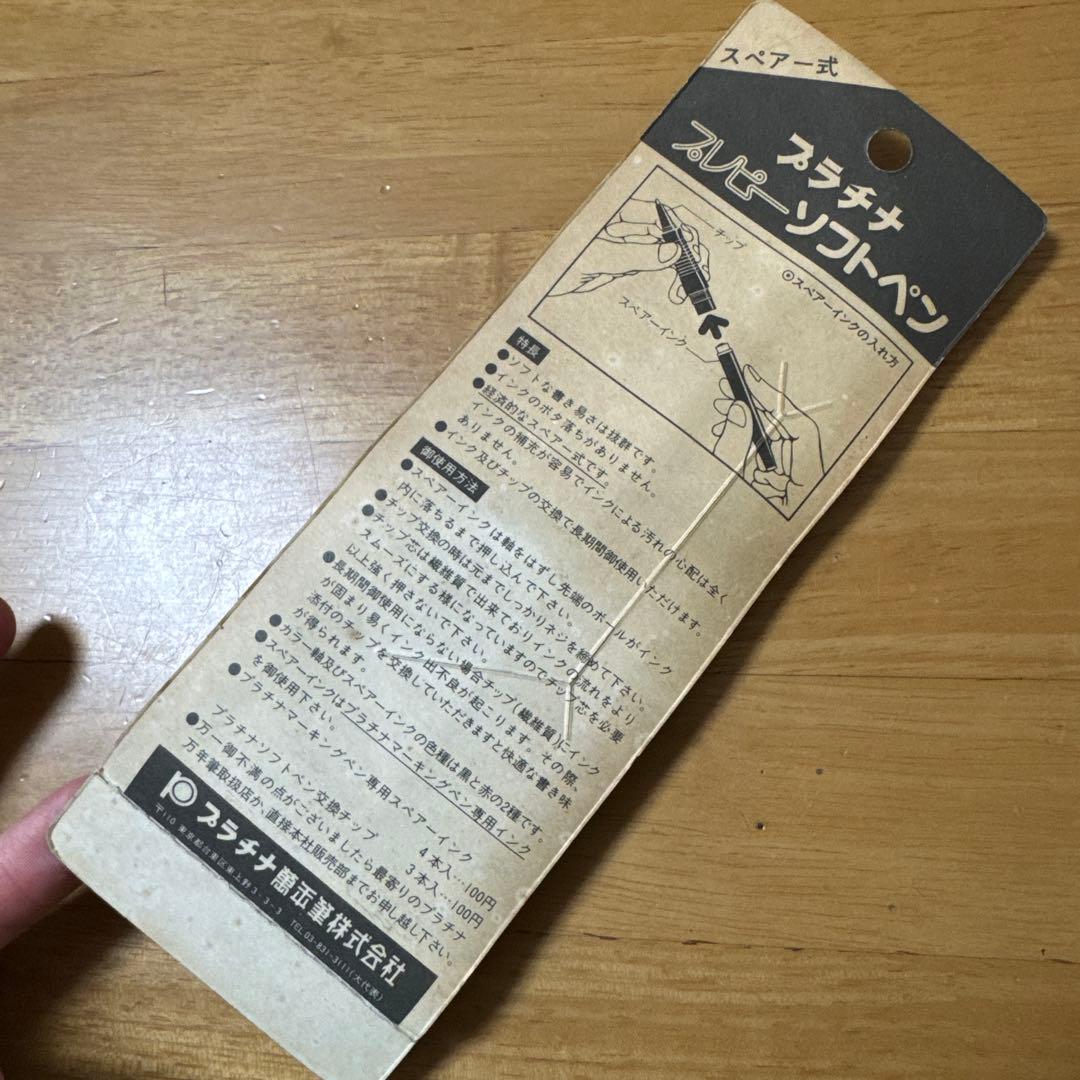 スペアー式
プラチナ
プレピーソフトペン
◉スペアーインクの入れ方
チップ
スペアーインク
特長
●ソフトな書き易さは抜群です。
●インクのボタ落ちがありません。
●経済的なスペアー式です。
インクの補充が容易でインクによる汚れの心配は全く
ありません。
●インク及びチップの交換で長期間御使用いただけます。
御使用方法
●スペアーインクは軸をはずし先端のボールがインク
内に落ちるまで押し込んで下さい。
●チップ交換の時は元までしっかりネジを締めて下さい。
●チップ芯は繊維質で出来ておりインクの流れをより
スムーズにする様になっていますのでチップ芯を必要
以上強く押さないで下さい。
●長期間御使用にならない場合チップ(繊維質)にインク
が固まり易くインク出不良が起こります。その際、
添付のチップを交換していただきますと快適な書き味
が得られます。
●カラー軸及びスペアーインクの色種は黒と赤の2種です。
●スペアーインクはプラチナマーキングペン専用インク
を御使用下さい。
●プラチナマーキングペン専用スペアーインク
4本入…100円
プラチナソフトペン交換チップ 3本入…100円
●万一御不満の点がございましたら最寄りのプラチナ
万年筆取扱店か、直接本社販売部までお申し越し下さい。
プラチナ萬年筆株式会社
〒110 東京都台東区東上野3-3-3 TEL03-831-3111(大代表)